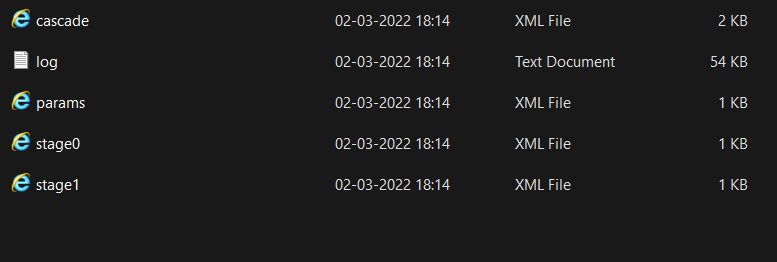 cascade 02-03-2022 18:14 XML File 2 KB
log 02-03-2022 18:14 Text Document 54 KB
params 02-03-2022 18:14 XML File 1 KB
stage0 02-03-2022 18:14 XML File 1 KB
stage1 02-03-2022 18:14 XML File 1 KB